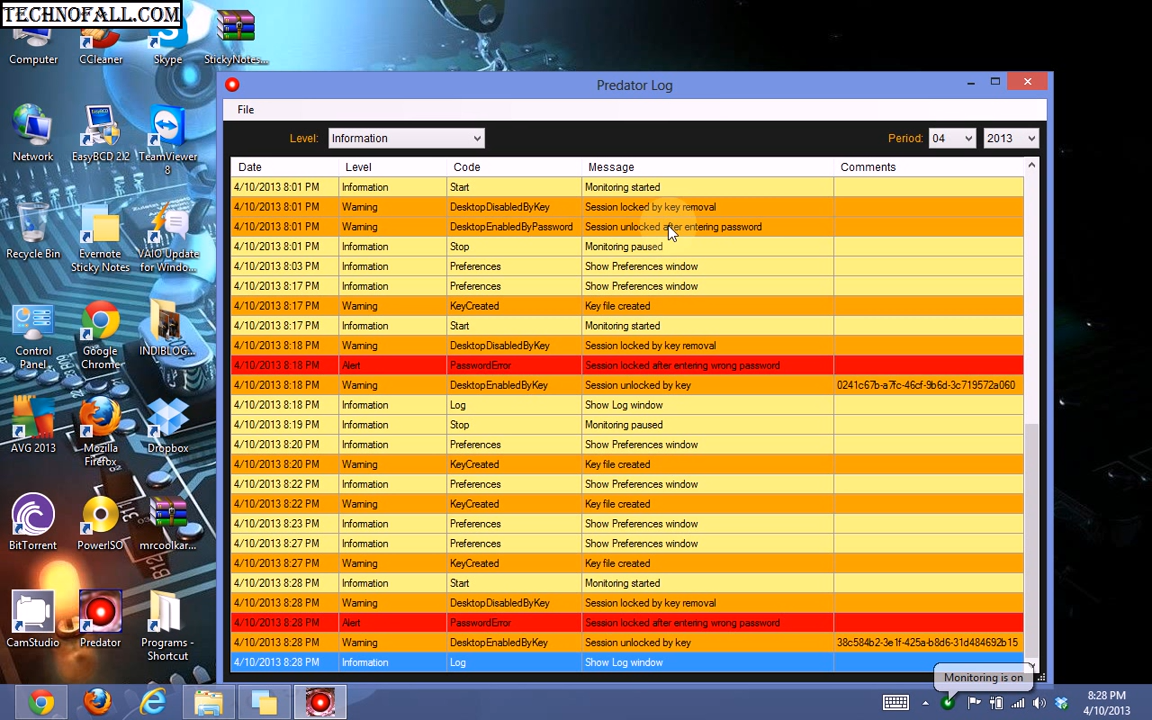 TECHNOFALL.COM
Computer
CCleaner
Skype
StickyNotes...
Network
EasyBCD 2.2
TeamViewer 8
Recycle Bin
Evernote Sticky Notes
VAIO Update for Windo...
Control Panel
Google Chrome
INDIBLOG...
AVG 2013
Mozilla Firefox
Dropbox
BitTorrent
PowerISO
mrcoolkar...
CamStudio
Predator
Programs - Shortcut
Predator Log
File
Level: Information Period: 04 2013
Date Level Code Message Comments
4/10/2013 8:01 PM Information Start Monitoring started
4/10/2013 8:01 PM Warning DesktopDisabledByKey Session locked by key removal
4/10/2013 8:01 PM Warning DesktopEnabledByPassword Session unlocked after entering password
4/10/2013 8:01 PM Information Stop Monitoring paused
4/10/2013 8:03 PM Information Preferences Show Preferences window
4/10/2013 8:17 PM Information Preferences Show Preferences window
4/10/2013 8:17 PM Warning KeyCreated Key file created
4/10/2013 8:17 PM Information Start Monitoring started
4/10/2013 8:18 PM Warning DesktopDisabledByKey Session locked by key removal
4/10/2013 8:18 PM Alert PasswordError Session locked after entering wrong password
4/10/2013 8:18 PM Warning DesktopEnabledByKey Session unlocked by key 0241c67b-a7fc-46cf-9b6d-3c719572a060
4/10/2013 8:18 PM Information Log Show Log window
4/10/2013 8:19 PM Information Stop Monitoring paused
4/10/2013 8:20 PM Information Preferences Show Preferences window
4/10/2013 8:20 PM Warning KeyCreated Key file created
4/10/2013 8:22 PM Information Preferences Show Preferences window
4/10/2013 8:22 PM Warning KeyCreated Key file created
4/10/2013 8:23 PM Information Preferences Show Preferences window
4/10/2013 8:27 PM Information Preferences Show Preferences window
4/10/2013 8:27 PM Warning KeyCreated Key file created
4/10/2013 8:28 PM Information Start Monitoring started
4/10/2013 8:28 PM Warning DesktopDisabledByKey Session locked by key removal
4/10/2013 8:28 PM Alert PasswordError Session locked after entering wrong password
4/10/2013 8:28 PM Warning DesktopEnabledByKey Session unlocked by key 38c584b2-3e1f-425a-b8d6-31d484692b15
4/10/2013 8:28 PM Information Log Show Log window
Monitoring is on
8:28 PM
4/10/2013